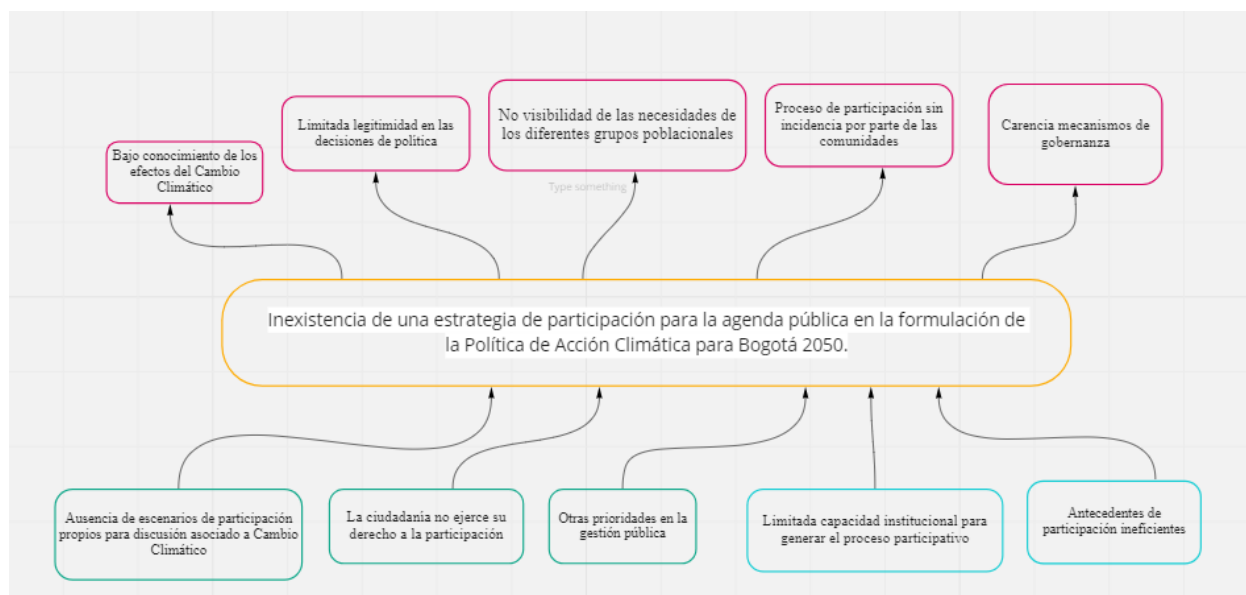 Bajo conocimiento de los
efectos del Cambio
Climático
Limitada legitimidad en las
decisiones de política
No visibilidad de las necesidades de
los diferentes grupos poblacionales
Proceso de participación sin
incidencia por parte de las
comunidades
Carencia mecanismos de
gobernanza
Type something
Inexistencia de una estrategia de participación para la agenda pública en la formulación de
la Política de Acción Climática para Bogotá 2050.
Ausencia de escenarios de participación
propios para discusión asociado a Cambio
Climático
La ciudadanía no ejerce su
derecho a la participación
Otras prioridades en la
gestión pública
Limitada capacidad institucional para
generar el proceso participativo
Antecedentes de
participación ineficientes